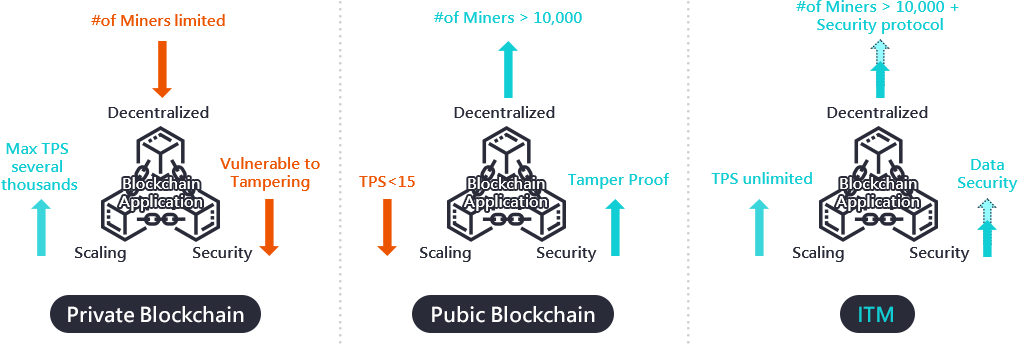 #of Miners limited
Decentralized
Max TPS
several
thousands
Vulnerable to
Tampering
Blockchain
Application
Scaling
Security
Private Blockchain
#of Miners > 10,000
Decentralized
TPS<15
Tamper Proof
Blockchain
Application
Scaling
Security
Pubic Blockchain
#of Miners > 10,000 +
Security protocol
Decentralized
TPS unlimited
Data
Security
Blockchain
Application
Scaling
Security
ITM